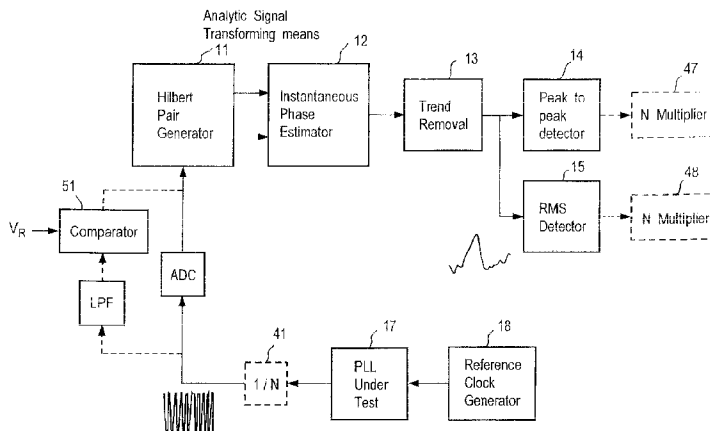 Analytic Signal
Transforming means
11
12
13
14
47
Hilbert
Pair
Generator
Instantaneous
Phase
Estimator
Trend
Removal
Peak to
peak
detector
N Multiplier
15
48
RMS
Detector
N Multiplier
51
VR
Comparator
ADC
LPF
41
17
18
1 / N
PLL
Under
Test
Reference
Clock
Generator